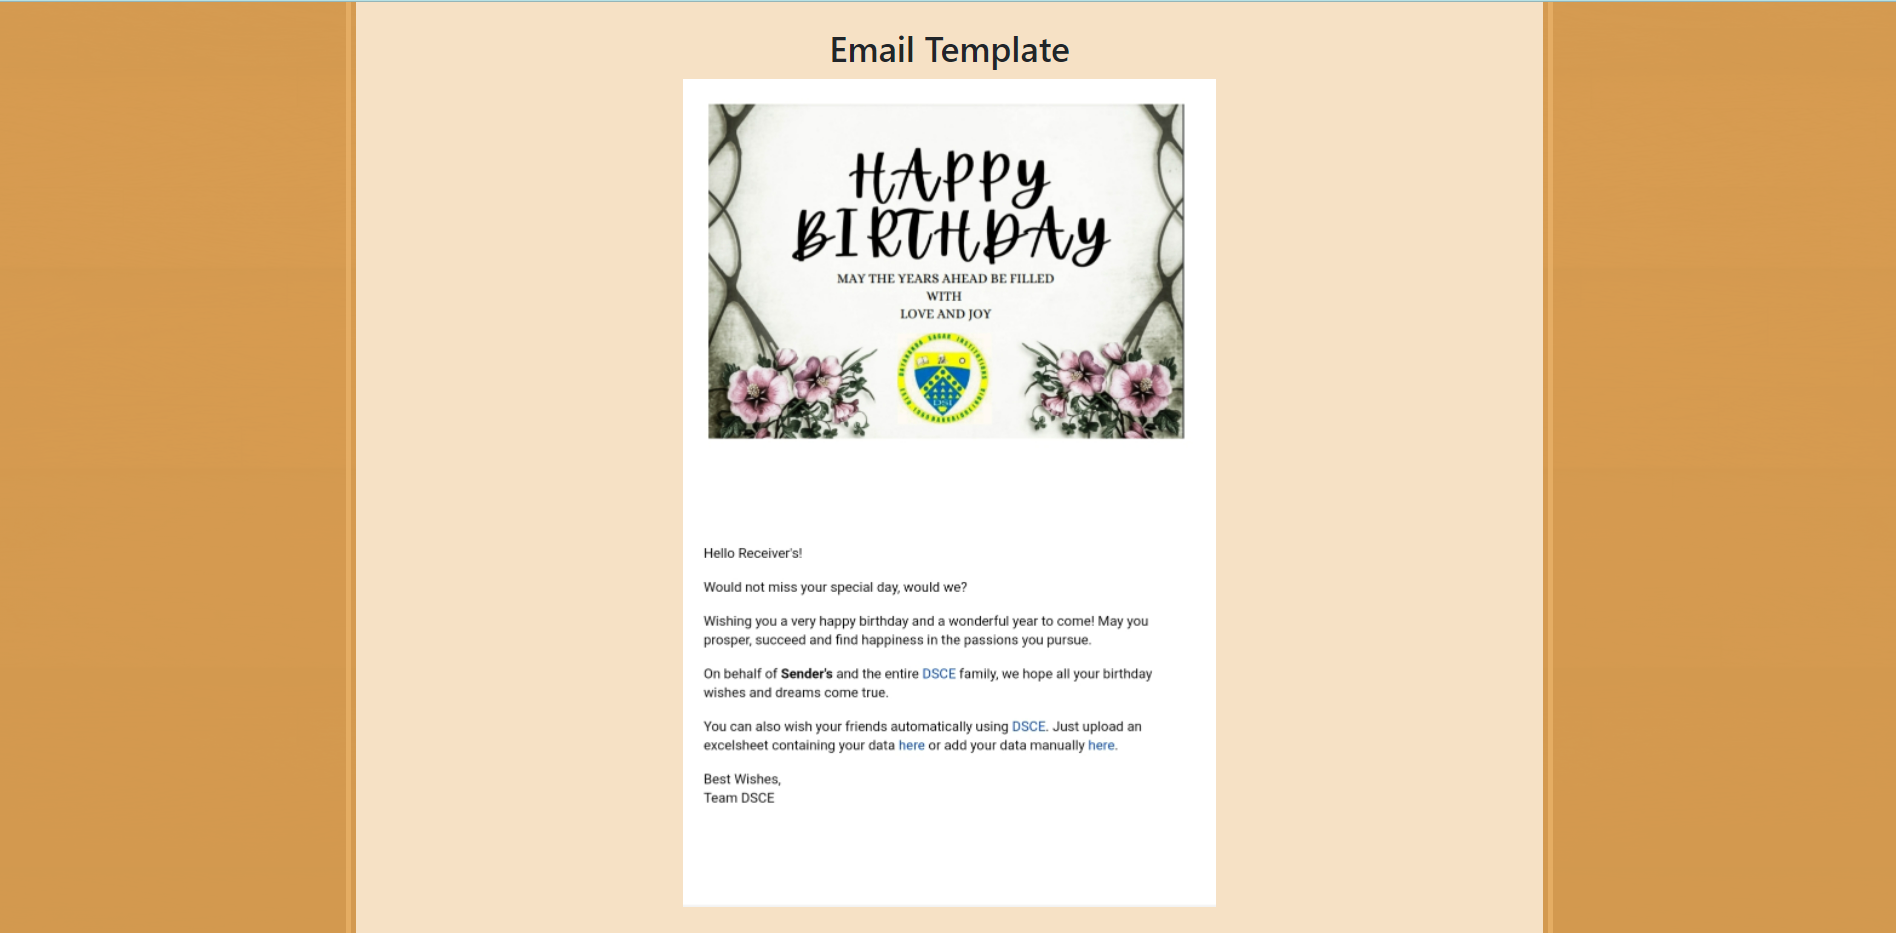 Email Template
HAPPY
BIRTHDAY
MAY THE YEARS AHEAD BE FILLED
WITH
LOVE AND JOY
DAYANANDA SAGAR INSTITUTIONS
DSI
Hello Receiver's!
Would not miss your special day, would we?
Wishing you a very happy birthday and a wonderful year to come! May you
prosper, succeed and find happiness in the passions you pursue.
On behalf of Sender's and the entire DSCE family, we hope all your birthday
wishes and dreams come true.
You can also wish your friends automatically using DSCE. Just upload an
excelsheet containing your data here or add your data manually here.
Best Wishes,
Team DSCE